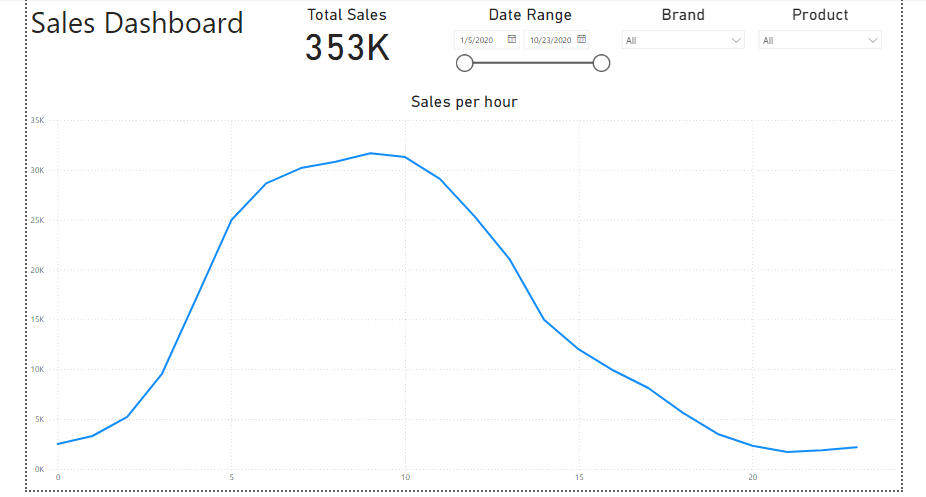 Sales Dashboard
Total Sales
353K
Date Range
1/5/2020
10/23/2020
Brand
All
Product
All
Sales per hour
35K
30K
25K
20K
15K
10K
5K
0K
0
5
10
15
20